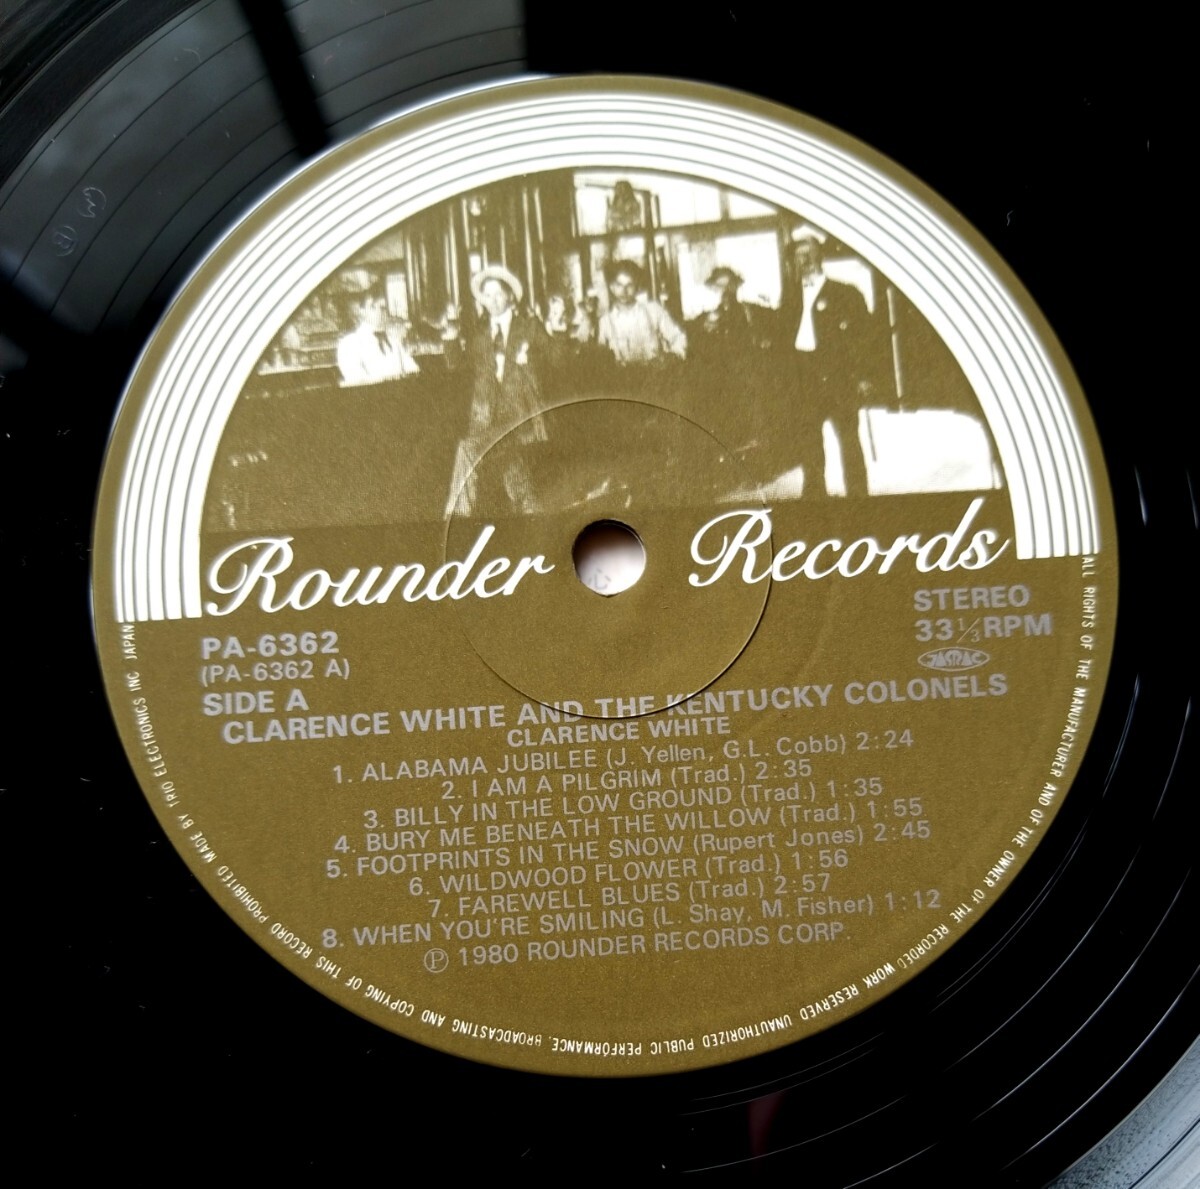 Rounder Records
PA-6362
(PA-6362 A)
SIDE A
STEREO
33 1/3 RPM
JASRAC
CLARENCE WHITE AND THE KENTUCKY COLONELS
CLARENCE WHITE
1. ALABAMA JUBILEE (J. Yellen, G.L. Cobb) 2:24
2. I AM A PILGRIM (Trad.) 2:35
3. BILLY IN THE LOW GROUND (Trad.) 1:35
4. BURY ME BENEATH THE WILLOW (Trad.) 1:55
5. FOOTPRINTS IN THE SNOW (Rupert Jones) 2:45
6. WILDWOOD FLOWER (Trad.) 1:56
7. FAREWELL BLUES (Trad.) 2:57
8. WHEN YOU'RE SMILING (L. Shay, M. Fisher) 1:12
Ⓟ 1980 ROUNDER RECORDS CORP.
ALL RIGHTS OF THE MANUFACTURER AND OF THE OWNER OF THE RECORDED WORK RESERVED UNAUTHORIZED PUBLIC PERFORMANCE, BROADCASTING AND COPYING OF THIS RECORD PROHIBITED MADE BY TRIO ELECTRONICS INC JAPAN